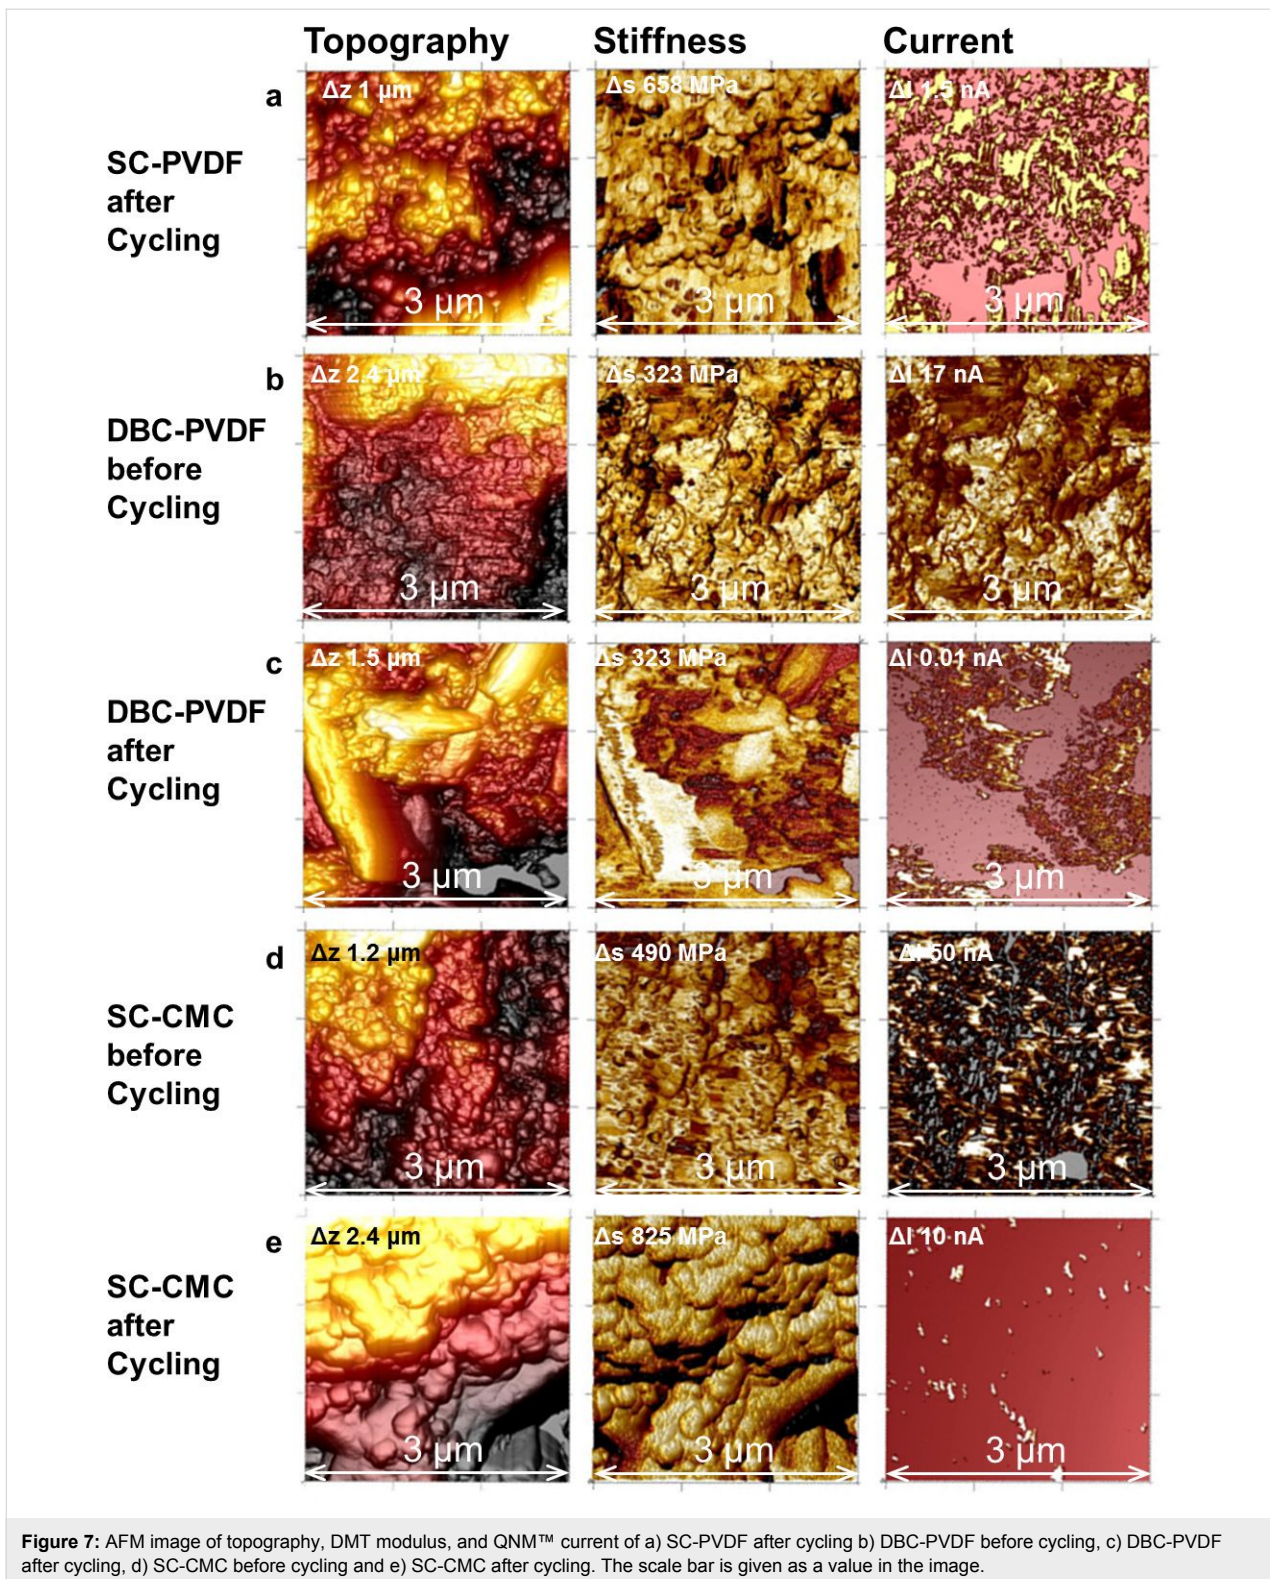 Topography Stiffness Current
a
SC-PVDF
after
Cycling
Δz 1 µm
Δs 658 MPa
ΔI 1.5 nA
3 µm
3 µm
3 µm
b
DBC-PVDF
before
Cycling
Δz 2.4 µm
Δs 323 MPa
ΔI 17 nA
3 µm
3 µm
3 µm
c
DBC-PVDF
after
Cycling
Δz 1.5 µm
Δs 323 MPa
ΔI 0.01 nA
3 µm
3 µm
3 µm
d
SC-CMC
before
Cycling
Δz 1.2 µm
Δs 490 MPa
ΔI 50 nA
3 µm
3 µm
3 µm
e
SC-CMC
after
Cycling
Δz 2.4 µm
Δs 825 MPa
ΔI 10 nA
3 µm
3 µm
3 µm
Figure 7: AFM image of topography, DMT modulus, and QNM™ current of a) SC-PVDF after cycling b) DBC-PVDF before cycling, c) DBC-PVDF
after cycling, d) SC-CMC before cycling and e) SC-CMC after cycling. The scale bar is given as a value in the image.